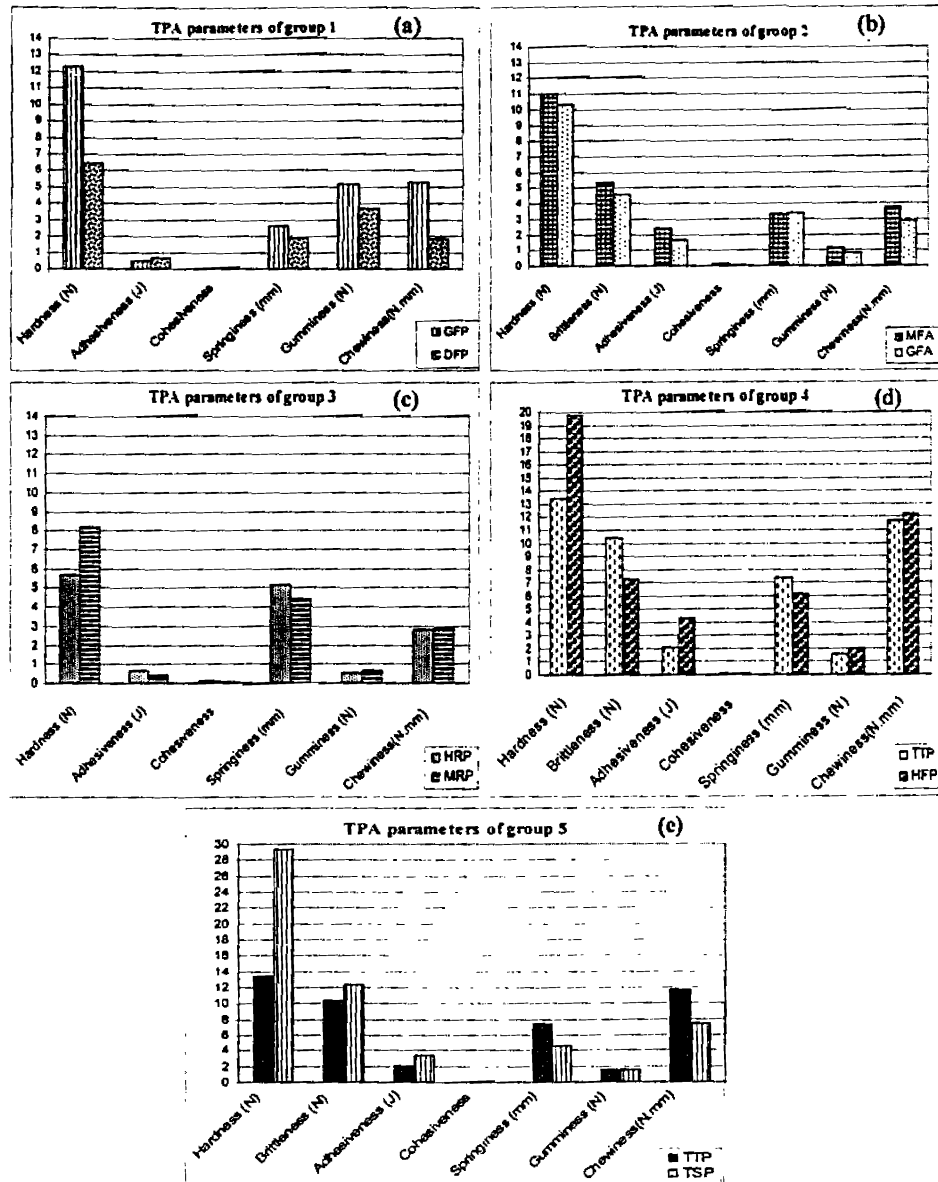 TPA parameters of group 1 (a)
14
13
12
11
10
9
8
7
6
5
4
3
2
1
0
Hardness (N)
Adhesiveness (J)
Cohesiveness
Springiness (mm)
Gumminess (N)
Chewiness(N.mm)
GFP
DFP
TPA parameters of group 2 (b)
14
13
12
11
10
9
8
7
6
5
4
3
2
1
0
Hardness (N)
Brittleness (N)
Adhesiveness (J)
Cohesiveness
Springiness (mm)
Gumminess (N)
Chewness(N.mm)
MFA
GFA
TPA parameters of group 3 (c)
14
13
12
11
10
9
8
7
6
5
4
3
2
1
0
Hardness (N)
Adhesiveness (J)
Cohesiveness
Springiness (mm)
Gumminess (N)
Chewiness(N.mm)
HRP
MRP
TPA parameters of group 4 (d)
20
19
18
17
16
15
14
13
12
11
10
9
8
7
6
5
4
3
2
1
0
Hardness (N)
Brittleness (N)
Adhesiveness (J)
Cohesiveness
Springiness (mm)
Gumminess (N)
Chewiness(N.mm)
TTP
HFP
TPA parameters of group 5 (e)
30
28
26
24
22
20
18
16
14
12
10
8
6
4
2
0
Hardness (N)
Brittleness (N)
Adhesiveness (J)
Cohesiveness
Springiness (mm)
Gumminess (N)
Chewiness(N.mm)
TTP
TSP